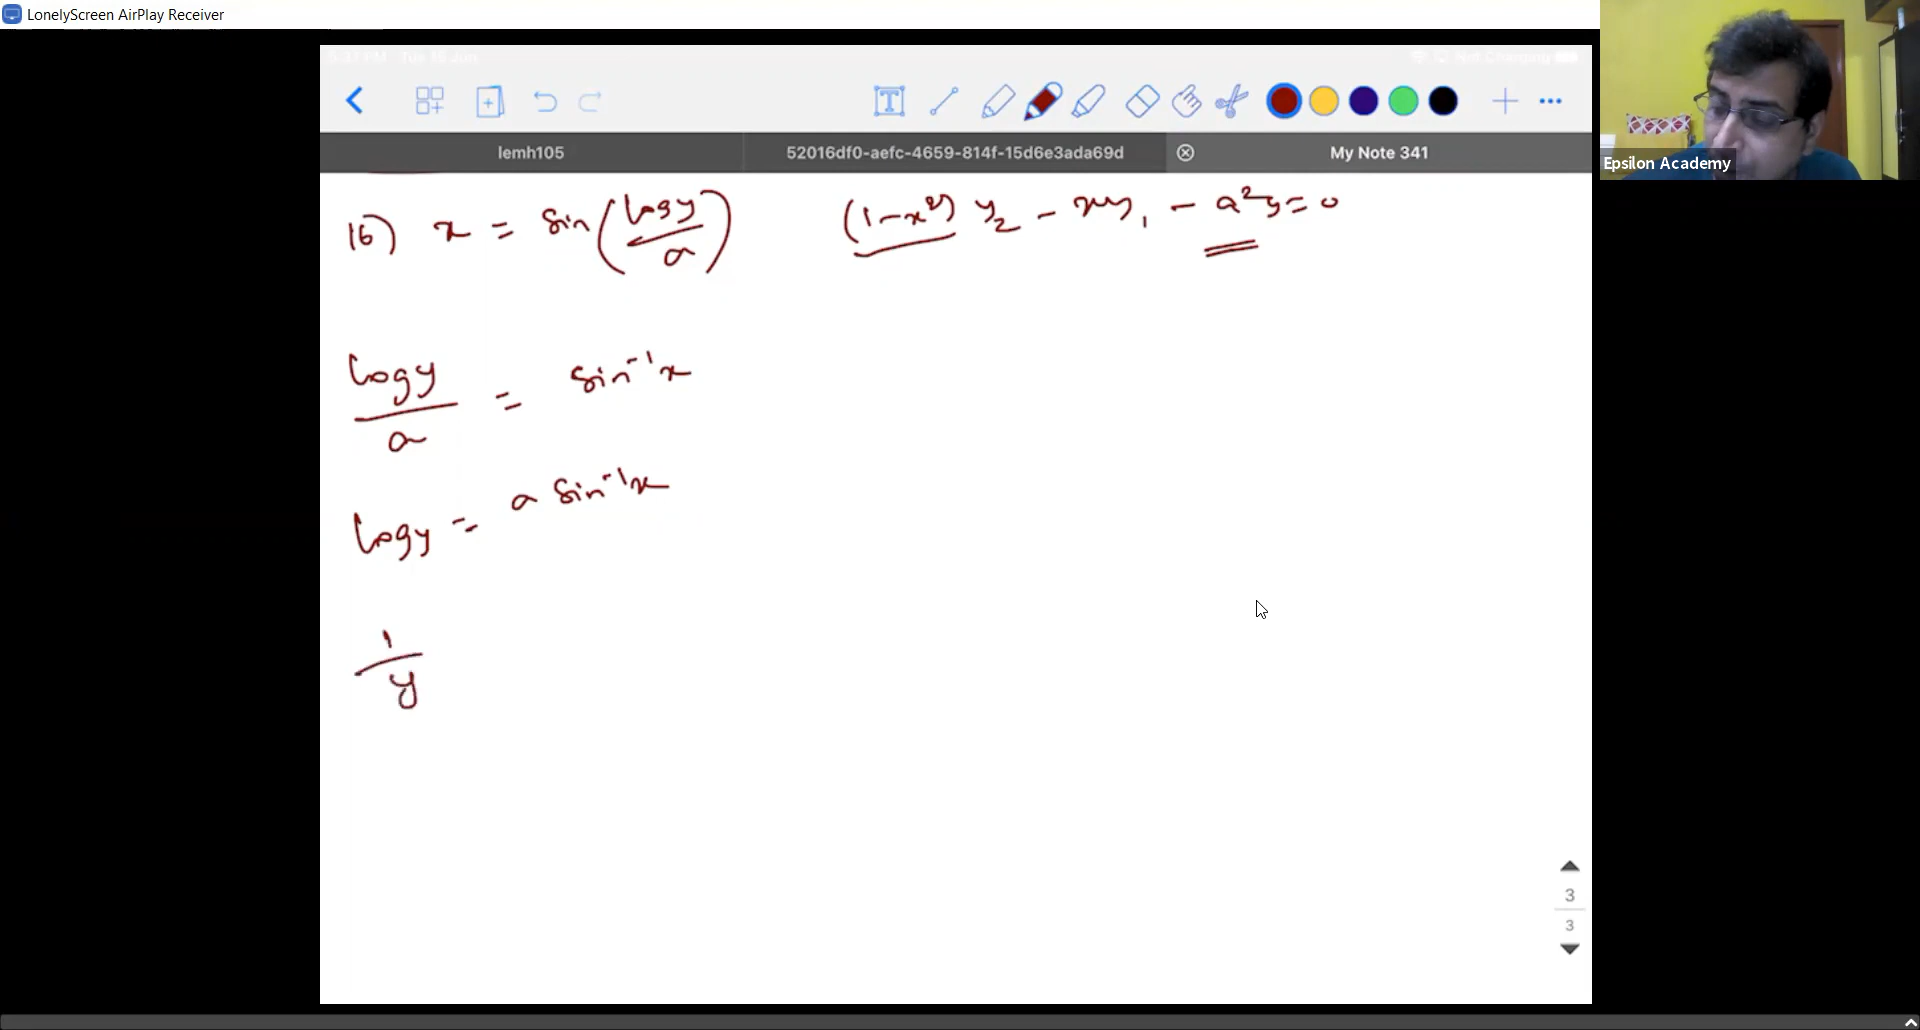 LonelyScreen AirPlay Receiver
T
lemh105
52016df0-aefc-4659-814f-15d6e3ada69d
My Note 341
Epsilon Academy
16) x = sin(log y / a) (1-x²) y₂ - xy₁ - a²y = 0
log y / a = sin⁻¹x
log y = a sin⁻¹x
1 / y
3
3